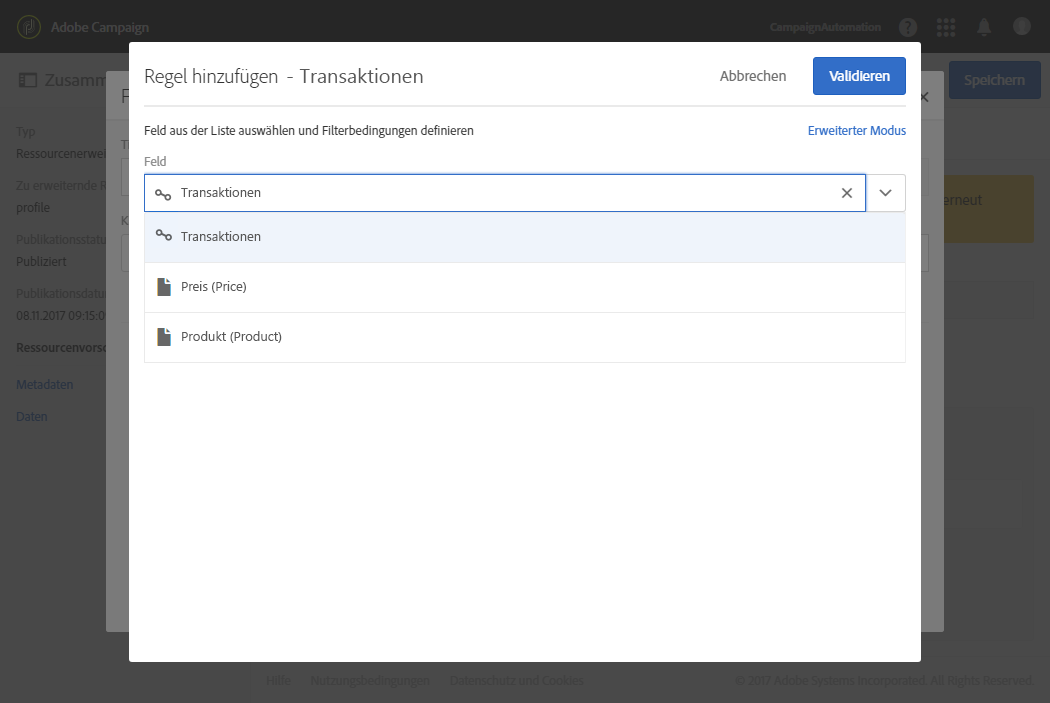 Adobe Campaign
CampaignAutomation
Zusamm
Speichern
Regel hinzufügen - Transaktionen
Abbrechen
Validieren
Feld aus der Liste auswählen und Filterbedingungen definieren
Erweiterter Modus
Feld
Transaktionen
Transaktionen
Preis (Price)
Produkt (Product)
Typ
Ressourcenerwei
Zu erweiternde R
profile
Publikationsstatu
Publiziert
Publikationsdatu
08.11.2017 09:15:0
Ressourcenvorsc
Metadaten
Daten
erneut
Hilfe
Nutzungsbedingungen
Datenschutz und Cookies
© 2017 Adobe Systems Incorporated. All Rights Reserved.